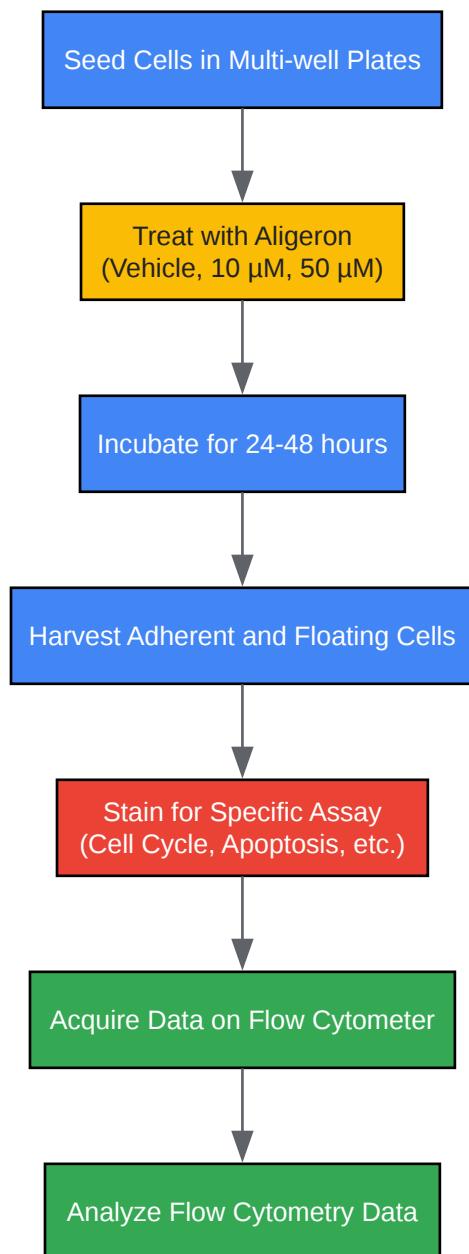 Seed Cells in Multi-well Plates
Treat with Aligeron
(Vehicle, 10 µM, 50 µM)
Incubate for 24-48 hours
Harvest Adherent and Floating Cells
Stain for Specific Assay
(Cell Cycle, Apoptosis, etc.)
Acquire Data on Flow Cytometer
Analyze Flow Cytometry Data